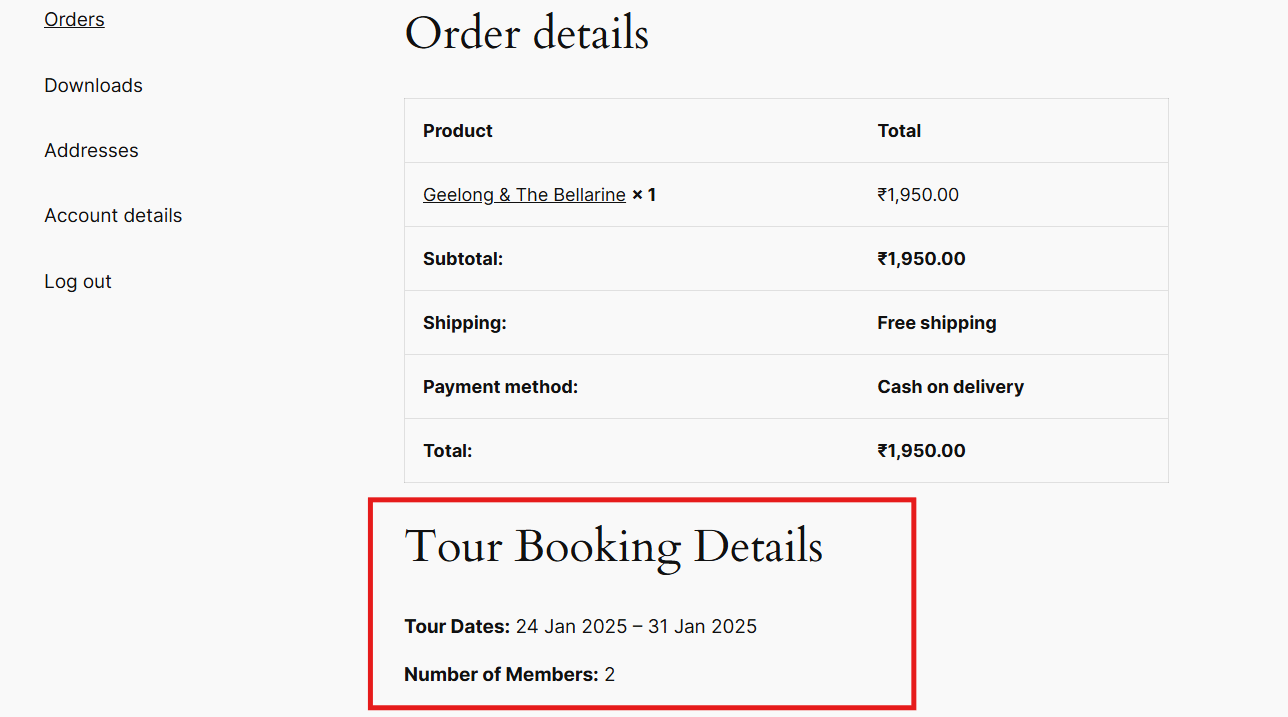 Orders
Downloads
Addresses
Account details
Log out
Order details
Product Total
Geelong & The Bellarine × 1 ₹1,950.00
Subtotal: ₹1,950.00
Shipping: Free shipping
Payment method: Cash on delivery
Total: ₹1,950.00
Tour Booking Details
Tour Dates: 24 Jan 2025 – 31 Jan 2025
Number of Members: 2